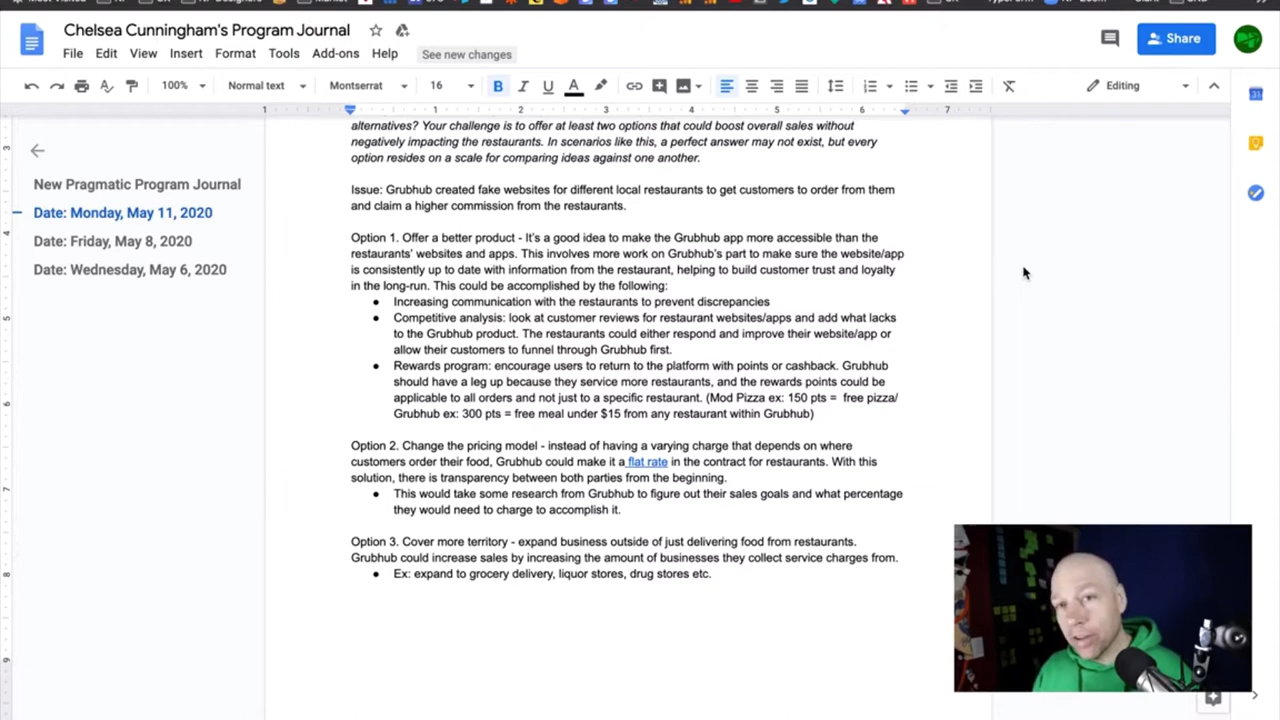 Chelsea Cunningham's Program Journal
File Edit View Insert Format Tools Add-ons Help See new changes
Share
100% Normal text Montserrat 16 B I U A Editing
1 1 2 3 4 5 6 7
New Pragmatic Program Journal
Date: Monday, May 11, 2020
Date: Friday, May 8, 2020
Date: Wednesday, May 6, 2020
alternatives? Your challenge is to offer at least two options that could boost overall sales without
negatively impacting the restaurants. In scenarios like this, a perfect answer may not exist, but every
option resides on a scale for comparing ideas against one another.
Issue: Grubhub created fake websites for different local restaurants to get customers to order from them
and claim a higher commission from the restaurants.
Option 1. Offer a better product - It's a good idea to make the Grubhub app more accessible than the
restaurants' websites and apps. This involves more work on Grubhub's part to make sure the website/app
is consistently up to date with information from the restaurant, helping to build customer trust and loyalty
in the long-run. This could be accomplished by the following:
● Increasing communication with the restaurants to prevent discrepancies
● Competitive analysis: look at customer reviews for restaurant websites/apps and add what lacks
to the Grubhub product. The restaurants could either respond and improve their website/app or
allow their customers to funnel through Grubhub first.
● Rewards program: encourage users to return to the platform with points or cashback. Grubhub
should have a leg up because they service more restaurants, and the rewards points could be
applicable to all orders and not just to a specific restaurant. (Mod Pizza ex: 150 pts = free pizza/
Grubhub ex: 300 pts = free meal under $15 from any restaurant within Grubhub)
Option 2. Change the pricing model - instead of having a varying charge that depends on where
customers order their food, Grubhub could make it a flat rate in the contract for restaurants. With this
solution, there is transparency between both parties from the beginning.
● This would take some research from Grubhub to figure out their sales goals and what percentage
they would need to charge to accomplish it.
Option 3. Cover more territory - expand business outside of just delivering food from restaurants.
Grubhub could increase sales by increasing the amount of businesses they collect service charges from.
● Ex: expand to grocery delivery, liquor stores, drug stores etc.
3
4
5
6
7
8
9
31